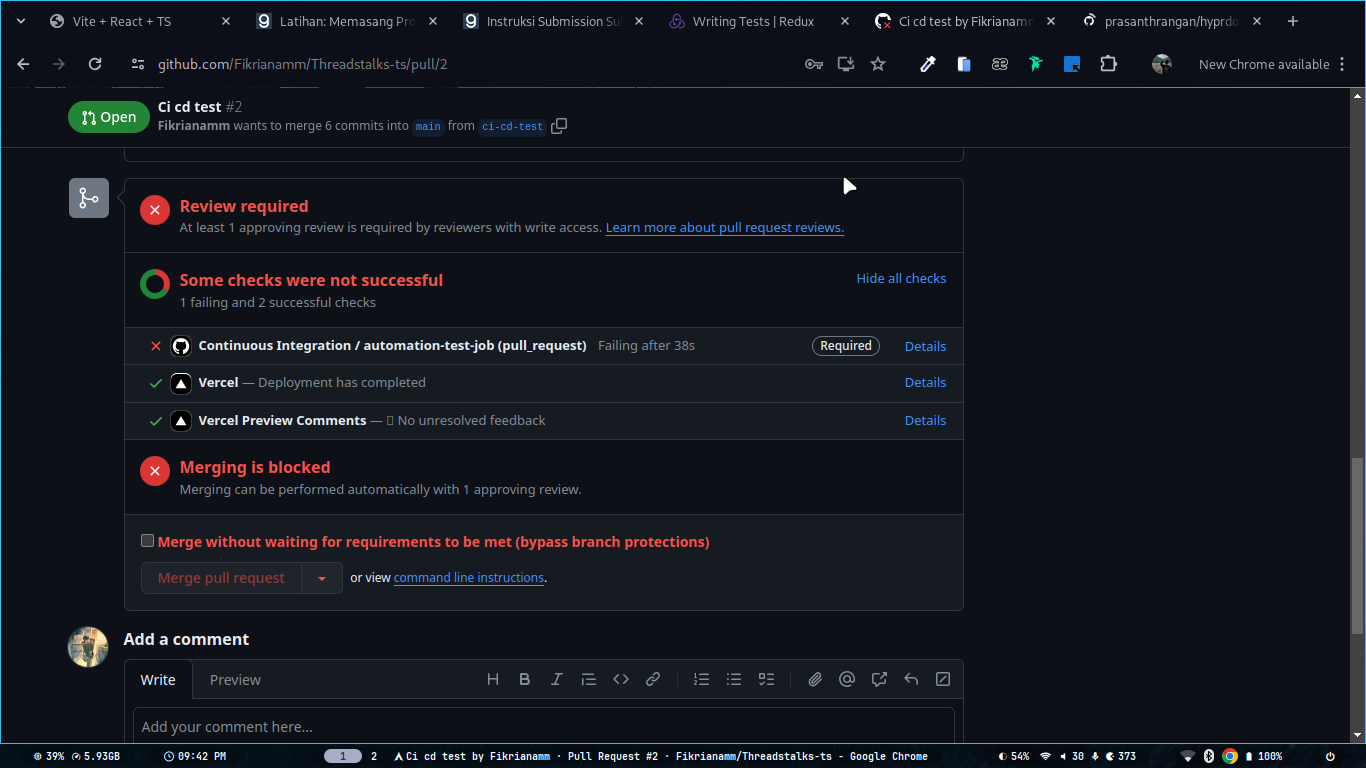 Vite + React + TS
Latihan: Memasang Pro
Instruksi Submission Su
Writing Tests | Redux
Ci cd test by Fikrianamm
prasanthrangan/hyprdo
github.com/Fikrianamm/Threadstalks-ts/pull/2
New Chrome available
Open
Ci cd test #2
Fikrianamm wants to merge 6 commits into main from ci-cd-test
Review required
At least 1 approving review is required by reviewers with write access. Learn more about pull request reviews.
Some checks were not successful
Hide all checks
1 failing and 2 successful checks
Continuous Integration / automation-test-job (pull_request) Failing after 38s Required Details
Vercel — Deployment has completed Details
Vercel Preview Comments — No unresolved feedback Details
Merging is blocked
Merging can be performed automatically with 1 approving review.
Merge without waiting for requirements to be met (bypass branch protections)
Merge pull request or view command line instructions.
Add a comment
Write Preview
Add your comment here...
39% 5.93GB 09:42 PM 1 2 Ci cd test by Fikrianamm · Pull Request #2 · Fikrianamm/Threadstalks-ts - Google Chrome 54% 30 373 100%